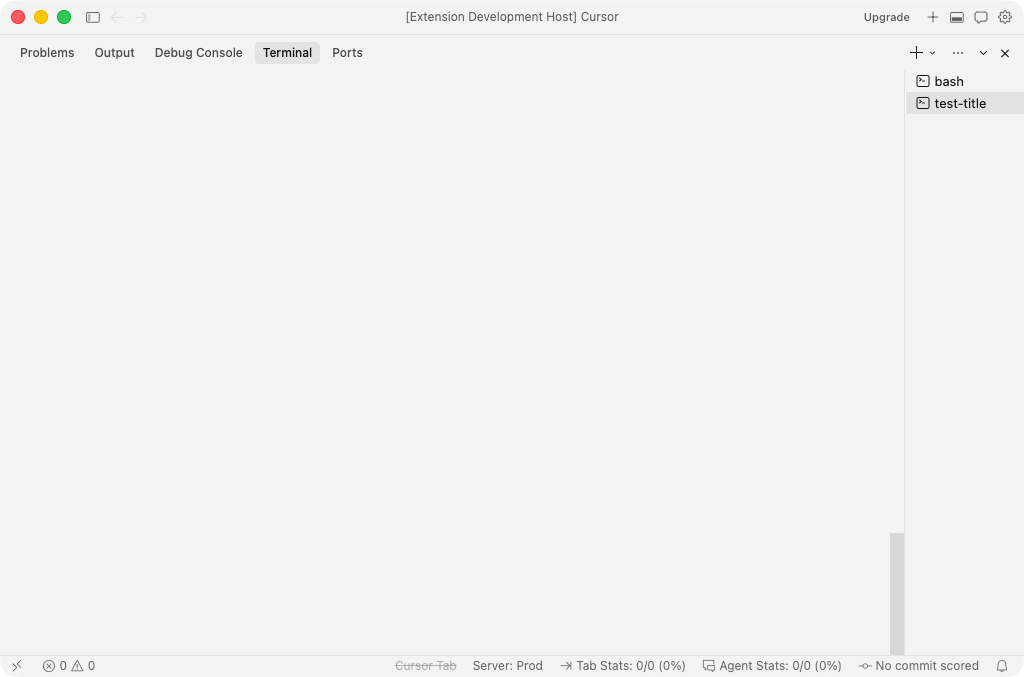 [Extension Development Host] Cursor
Upgrade
Problems Output Debug Console Terminal Ports
bash
test-title
0 0 Cursor Tab Server: Prod Tab Stats: 0/0 (0%) Agent Stats: 0/0 (0%) No commit scored